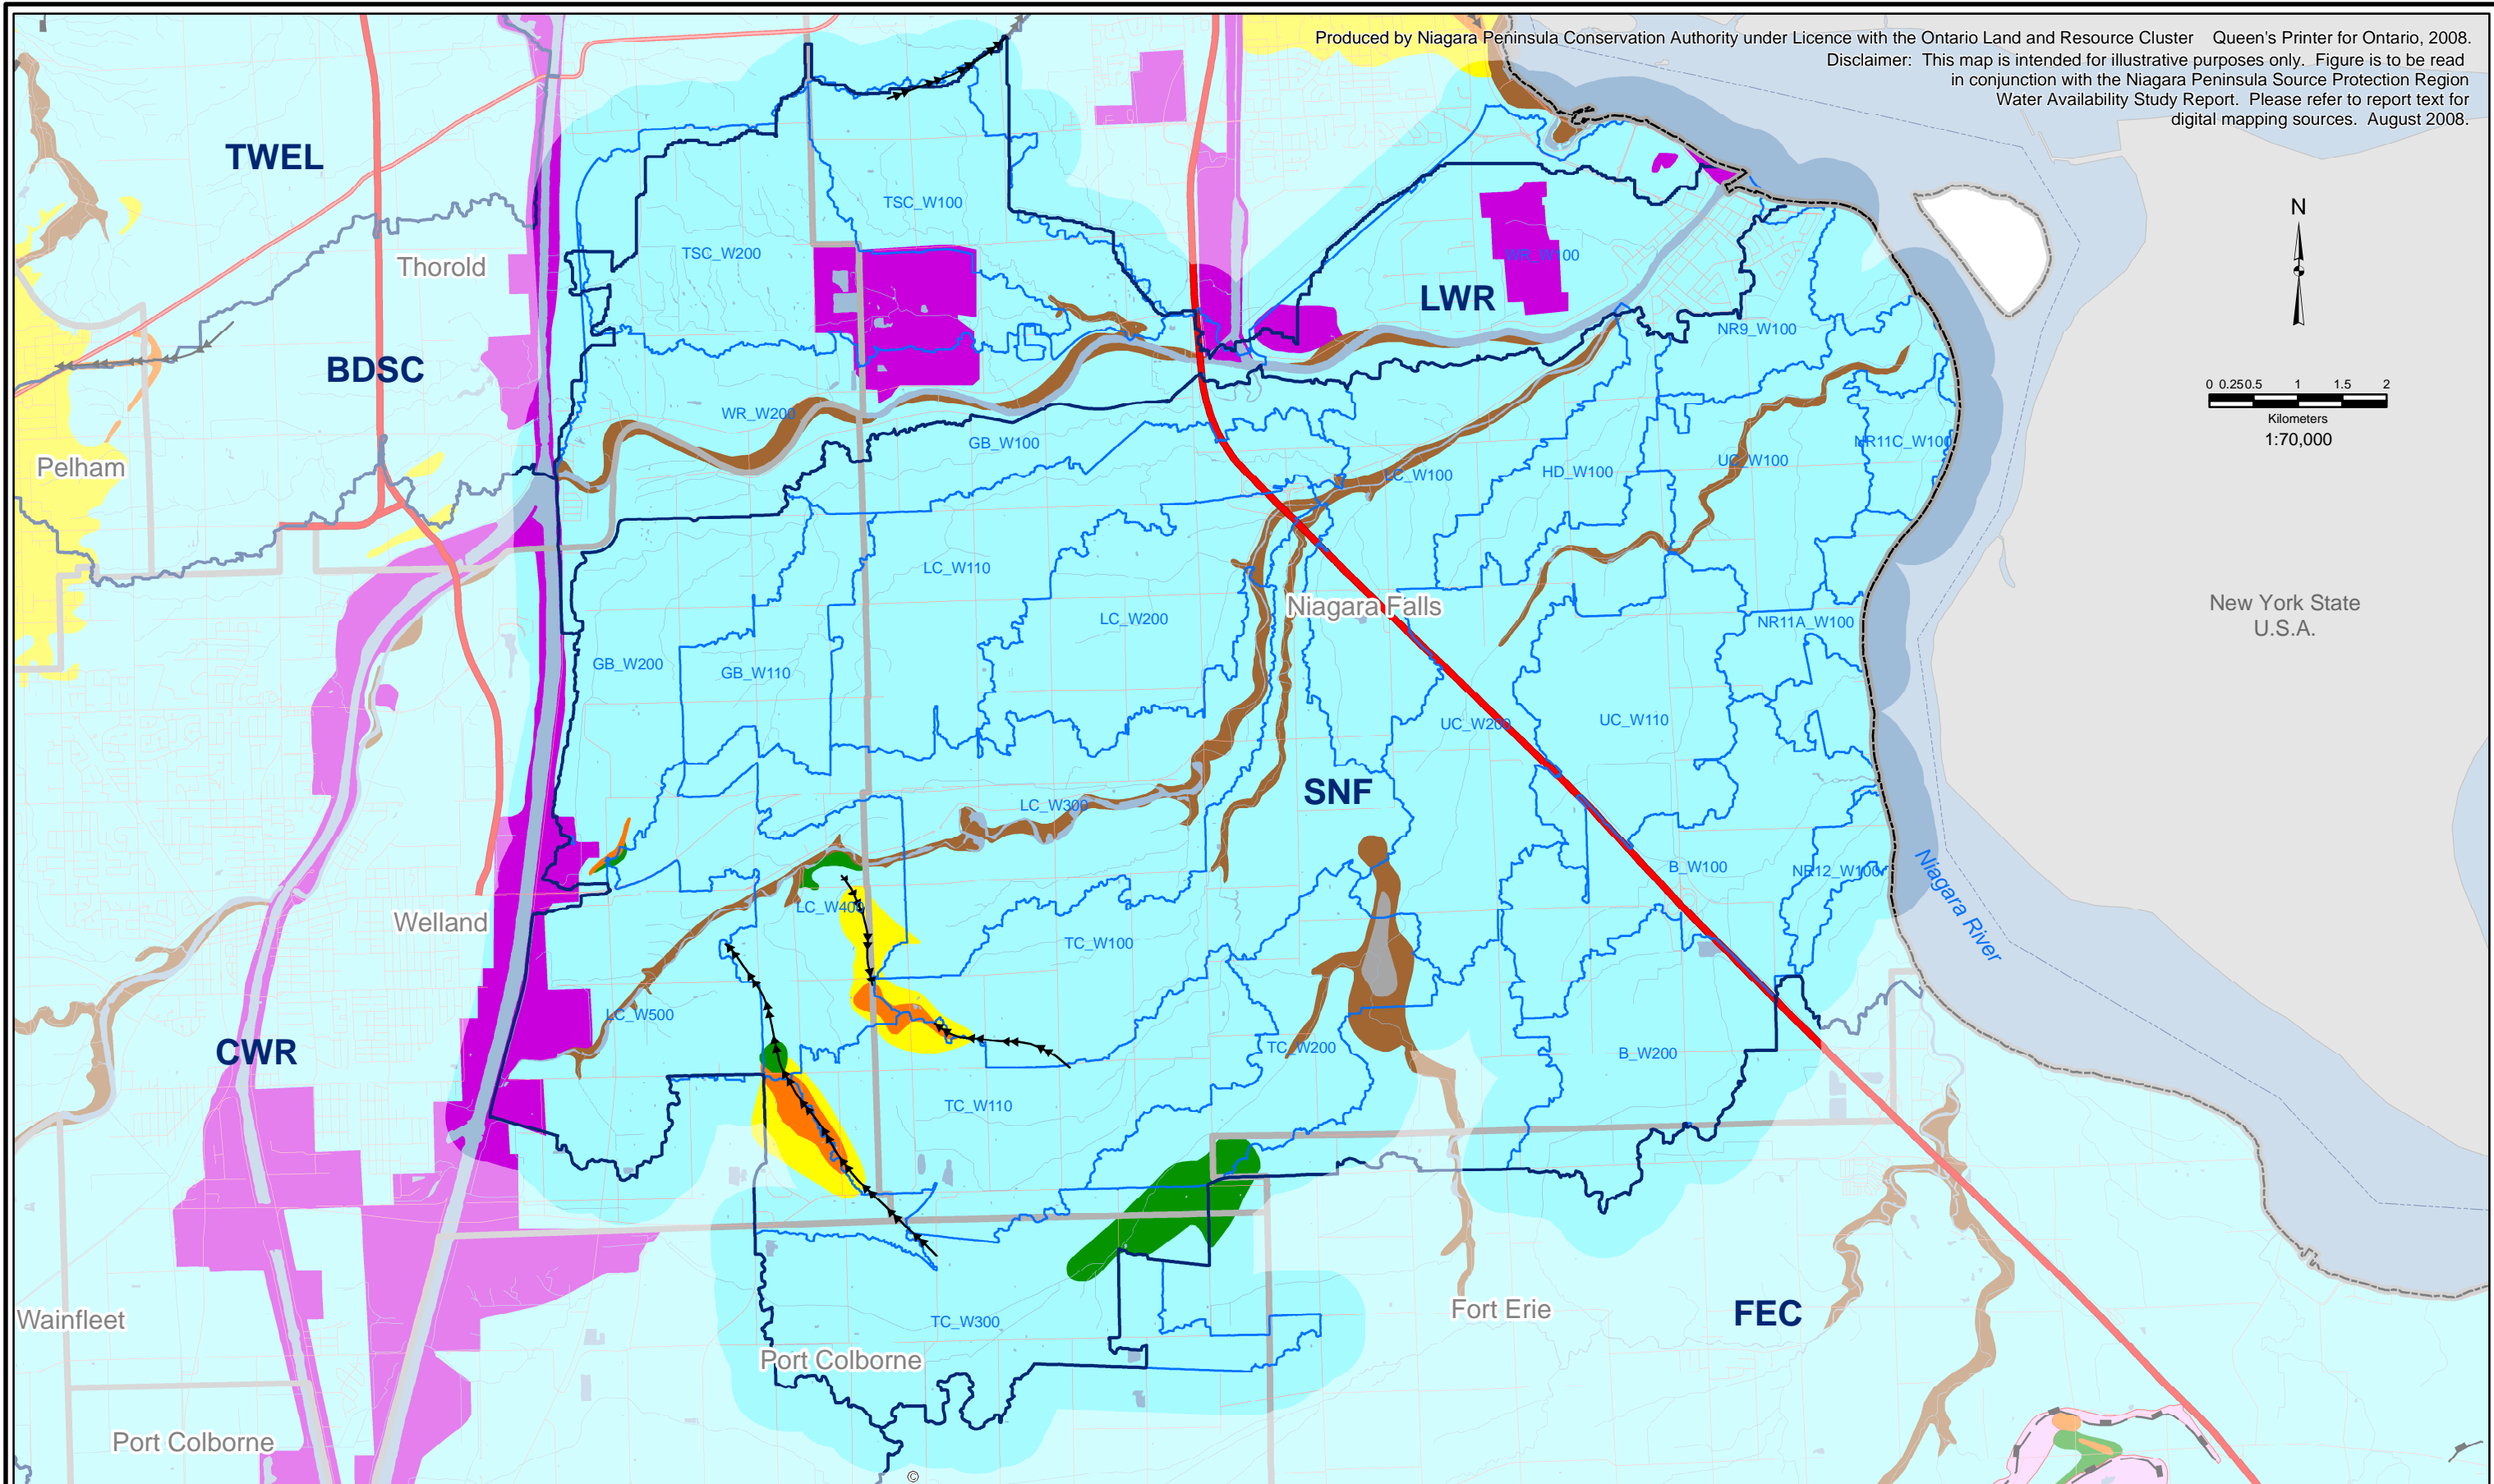 Produced by Niagara Peninsula Conservation Authority under Licence with the Ontario Land and Resource Cluster Queen's Printer for Ontario, 2008.
Disclaimer: This map is intended for illustrative purposes only. Figure is to be read
in conjunction with the Niagara Peninsula Source Protection Region
Water Availability Study Report. Please refer to report text for
digital mapping sources. August 2008.
TWEL
TSC_W100
N
TSC_W200
WR_W100
Thorold
LWR
NR9_W100
BDSC
0 0.25 0.5 1 1.5 2
Kilometers
1:70,000
WR_W200
GB_W100
NR11C_W100
Pelham
LC_W100
HD_W100
UC_W100
LC_W110
Niagara Falls
New York State
U.S.A.
LC_W200
NR11A_W100
GB_W200
GB_W110
UC_W200
UC_W110
SNF
LC_W300
B_W100
NR12_W100
Niagara River
LC_W400
Welland
TC_W100
LC_W500
CWR
TC_W200
B_W200
TC_W110
Wainfleet
TC_W300
Fort Erie
FEC
Port Colborne
Port Colborne
©